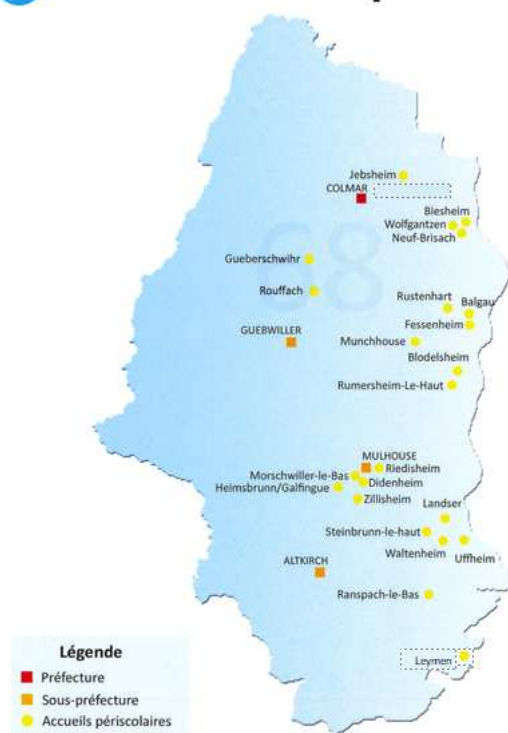 68
Jebsheim
COLMAR
Biesheim
Wolfgantzen
Neuf-Brisach
Gueberschwihr
Rouffach
Rustenhart
Balgau
Fessenheim
GUEBWILLER
Munchhouse
Blodelsheim
Rumersheim-Le-Haut
MULHOUSE
Riedisheim
Morschwiller-le-Bas
Didenheim
Heimsbrunn/Galfingue
Zillisheim
Landser
Steinbrunn-le-haut
Waltenheim
Uffheim
ALTKIRCH
Ranspach-le-Bas
Leymen
Légende
Préfecture
Sous-préfecture
Accueils périscolaires